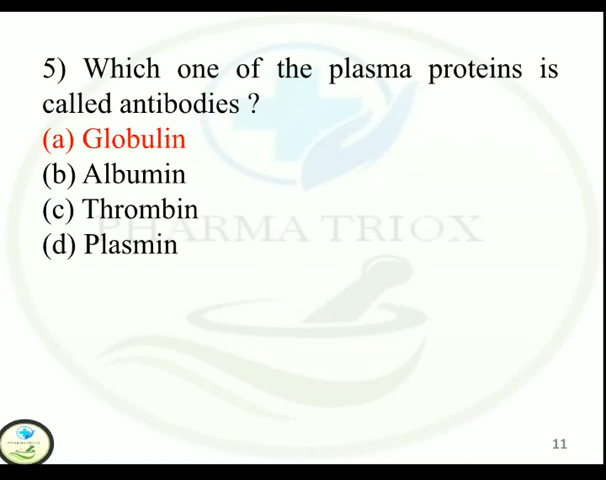 5) Which one of the plasma proteins is
called antibodies ?
(a) Globulin
(b) Albumin
(c) Thrombin
(d) Plasmin
PHARMA TRIOX
11